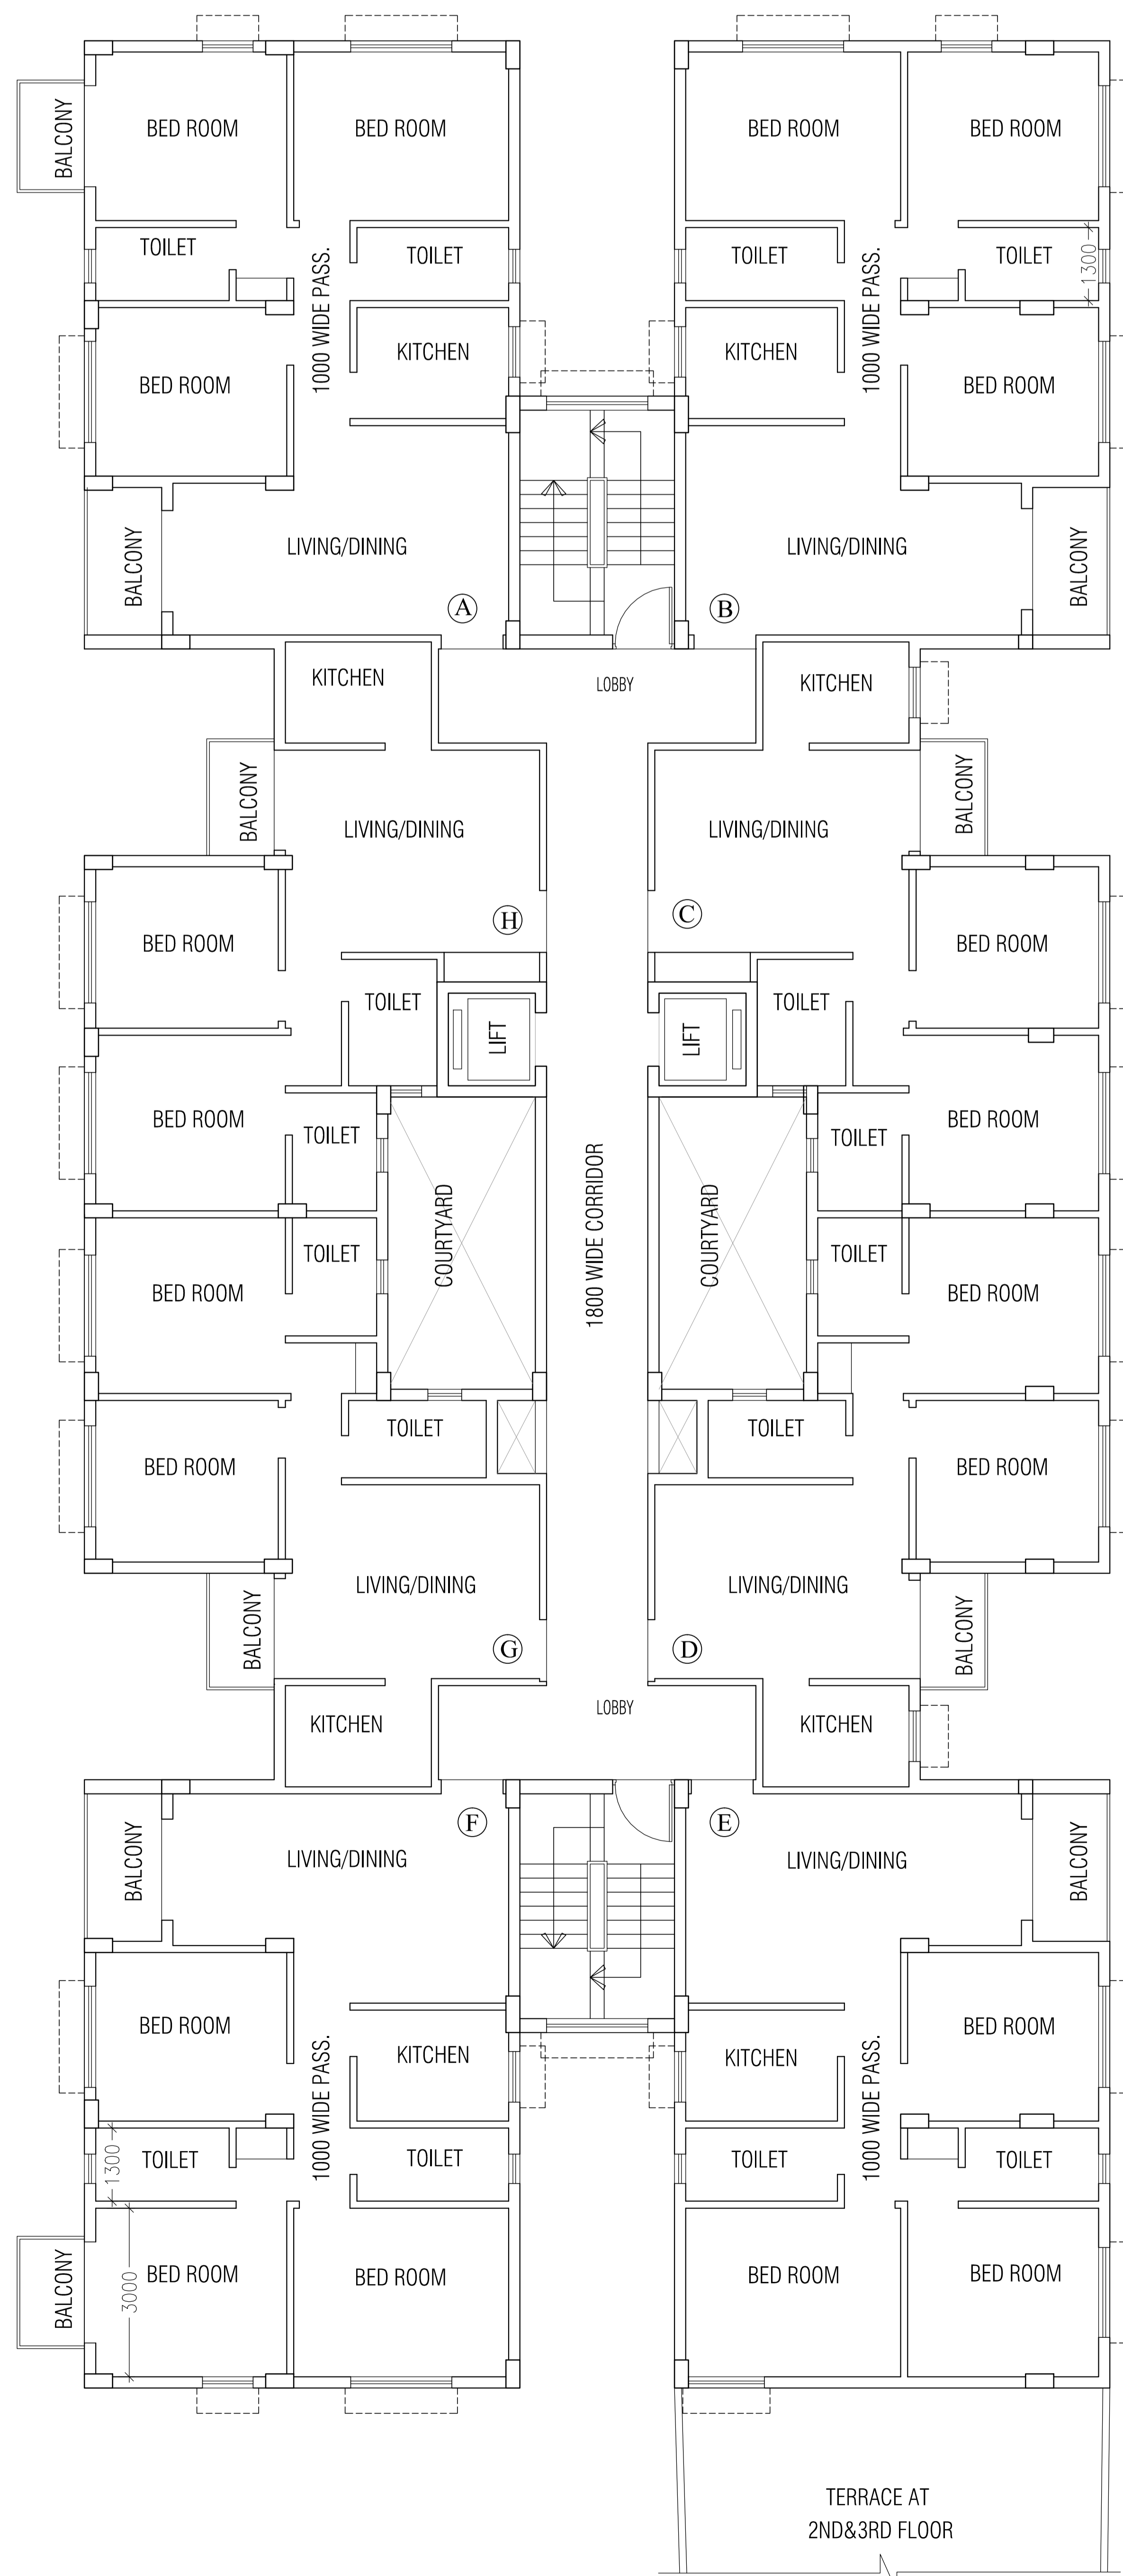 BED ROOM
BED ROOM
BED ROOM
BED ROOM
BALCONY
TOILET
TOILET
TOILET
TOILET
1300
1000 WIDE PASS.
1000 WIDE PASS.
KITCHEN
KITCHEN
BED ROOM
BED ROOM
BALCONY
LIVING/DINING
LIVING/DINING
BALCONY
A
B
KITCHEN
LOBBY
KITCHEN
BALCONY
LIVING/DINING
LIVING/DINING
BALCONY
H
C
BED ROOM
BED ROOM
TOILET
LIFT
LIFT
TOILET
BED ROOM
TOILET
TOILET
BED ROOM
COURTYARD
1800 WIDE CORRIDOR
COURTYARD
BED ROOM
TOILET
TOILET
BED ROOM
BED ROOM
TOILET
TOILET
BED ROOM
LIVING/DINING
LIVING/DINING
BALCONY
BALCONY
G
D
KITCHEN
LOBBY
KITCHEN
F
E
BALCONY
LIVING/DINING
LIVING/DINING
BALCONY
BED ROOM
BED ROOM
KITCHEN
KITCHEN
1000 WIDE PASS.
1000 WIDE PASS.
1300
TOILET
TOILET
TOILET
TOILET
BALCONY
3000
BED ROOM
BED ROOM
BED ROOM
BED ROOM
TERRACE AT
2ND&3RD FLOOR